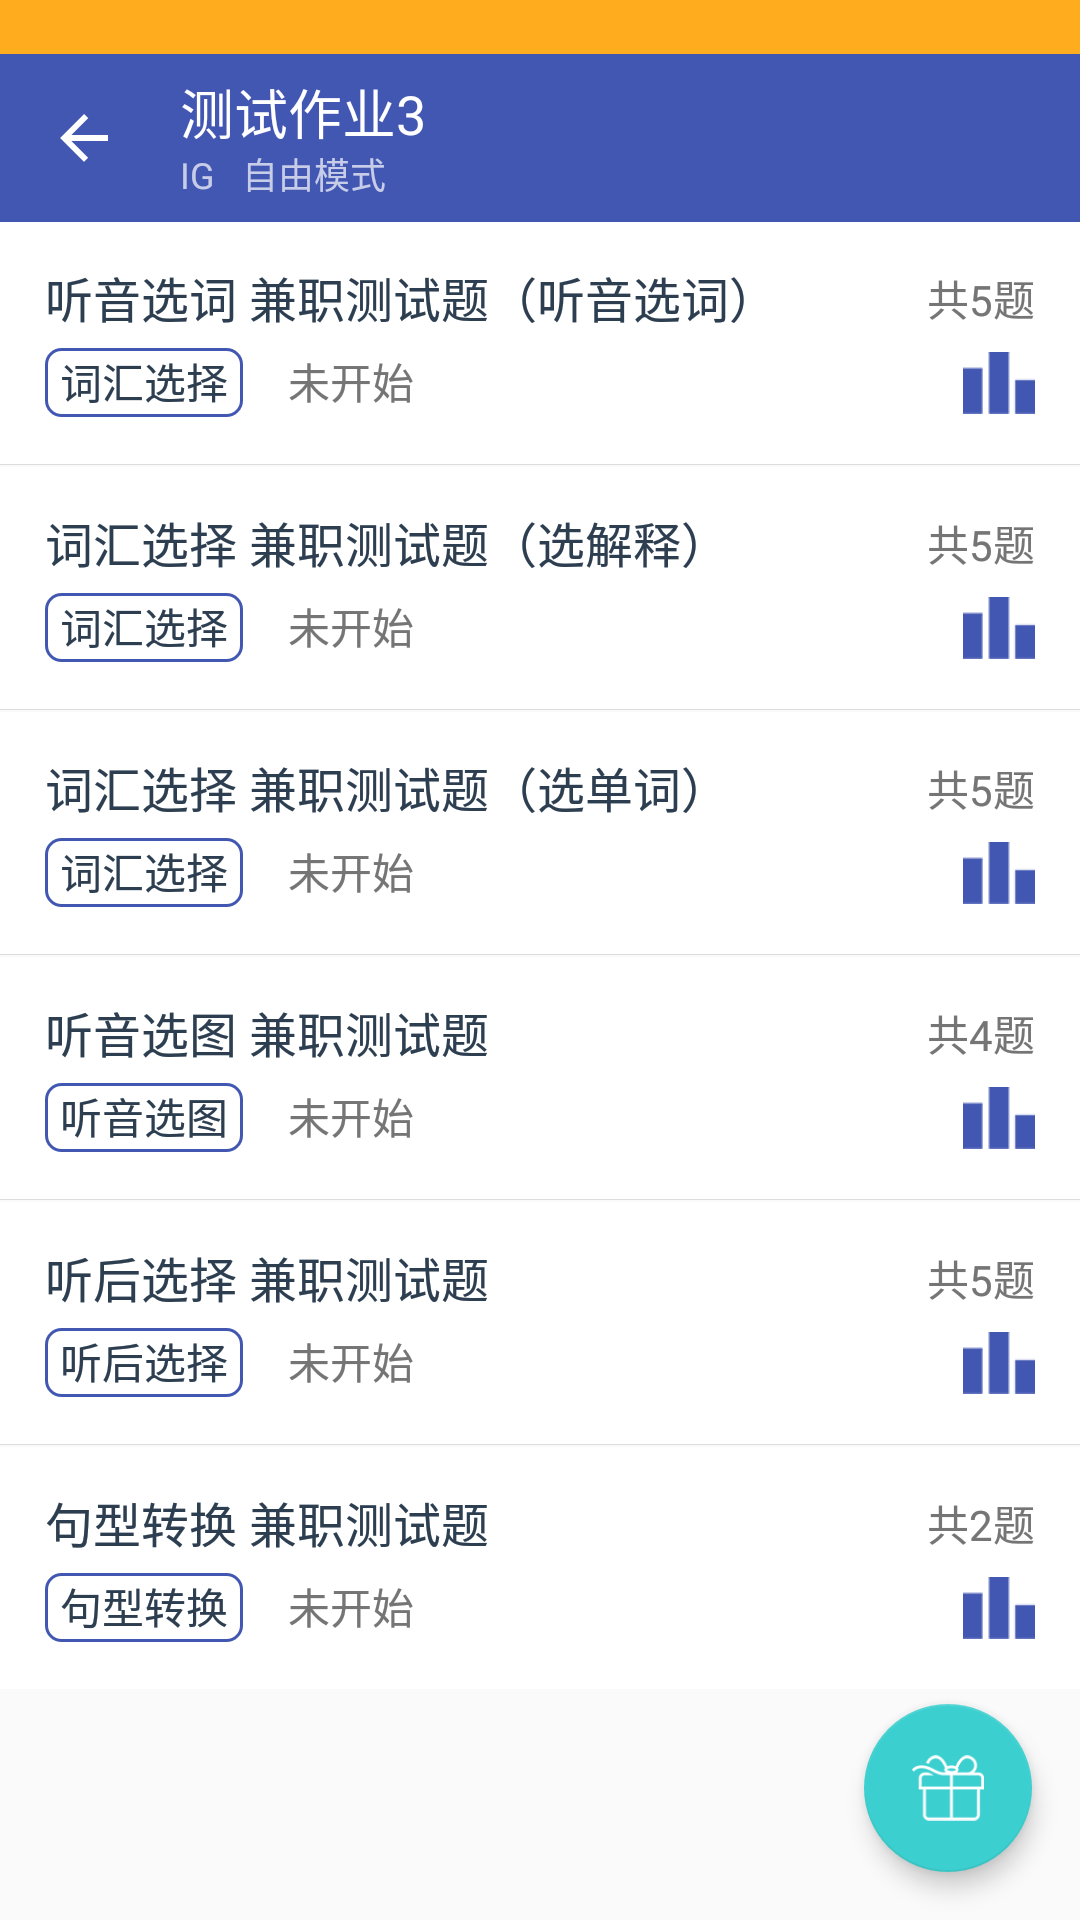 测试作业3
IG 自由模式
听音选词 兼职测试题（听音选词）
共5题
词汇选择 未开始
词汇选择 兼职测试题（选解释）
共5题
词汇选择 未开始
词汇选择 兼职测试题（选单词）
共5题
词汇选择 未开始
听音选图 兼职测试题
共4题
听音选图 未开始
听后选择 兼职测试题
共5题
听后选择 未开始
句型转换 兼职测试题
共2题
句型转换 未开始